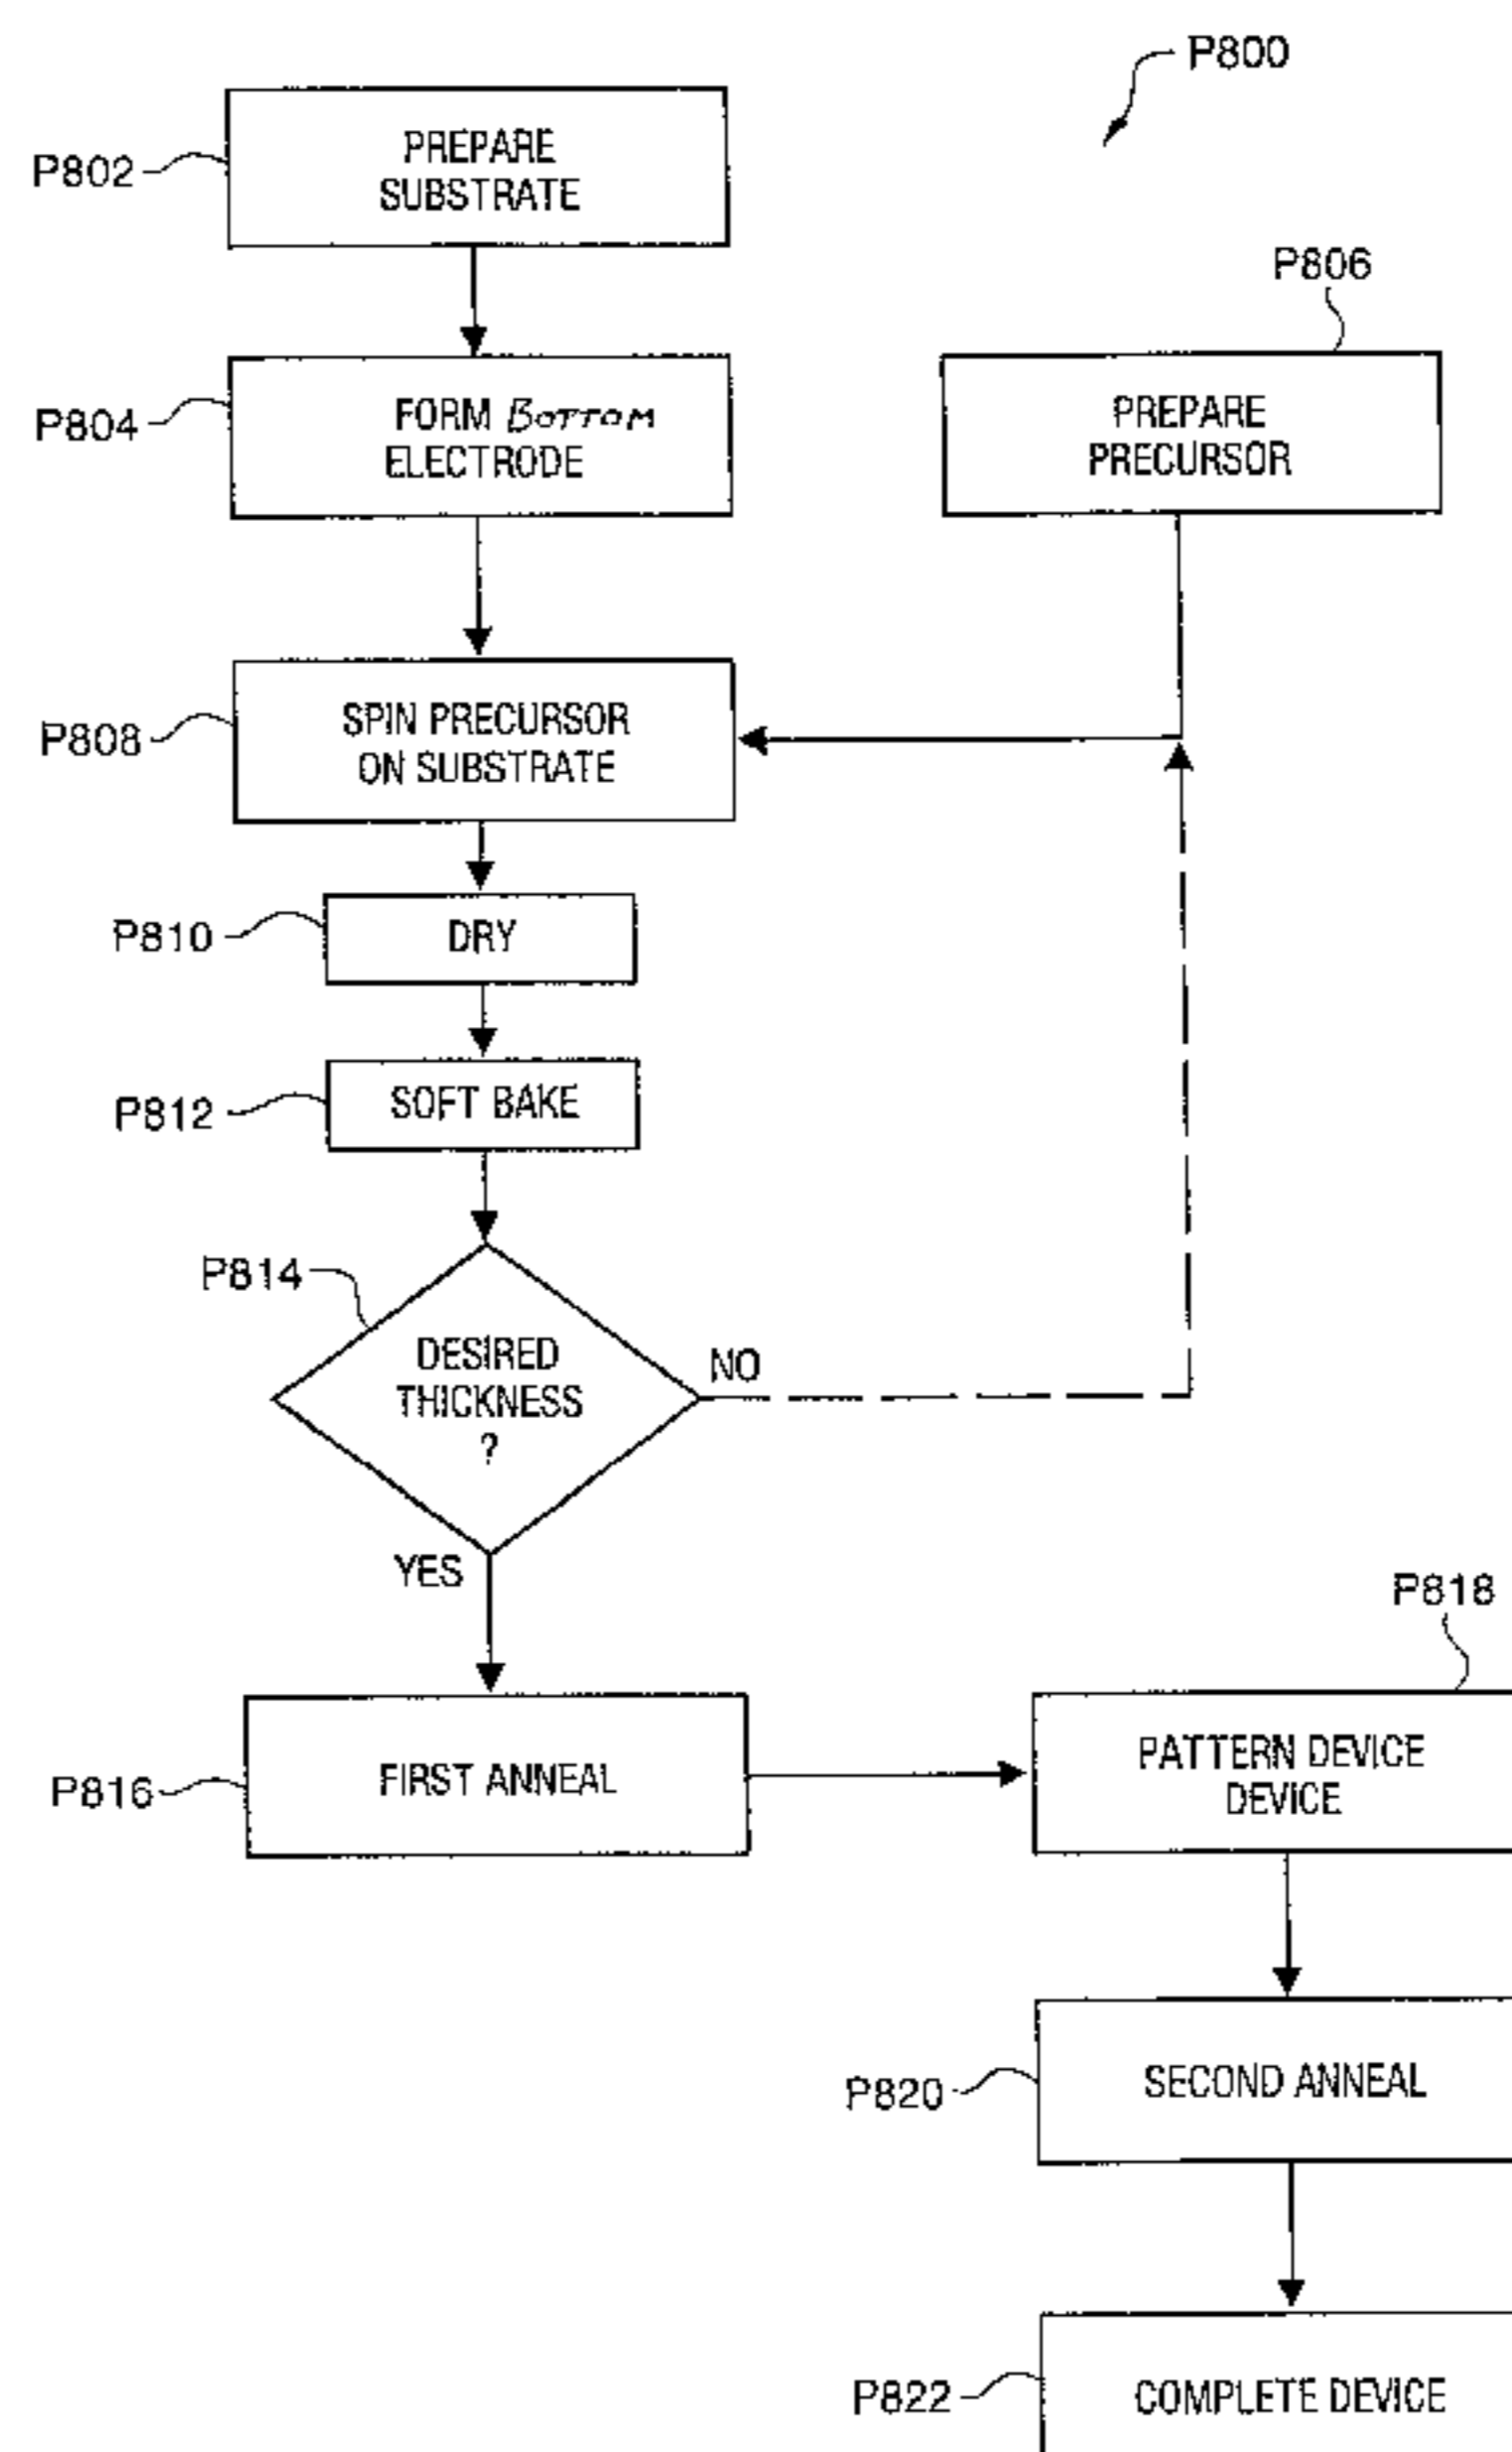 P800
P802
PREPARE
SUBSTRATE
P804
FORM BOTTOM
ELECTRODE
P806
PREPARE
PRECURSOR
P808
SPIN PRECURSOR
ON SUBSTRATE
P810
DRY
P812
SOFT BAKE
P814
DESIRED
THICKNESS
?
NO
YES
P816
FIRST ANNEAL
P818
PATTERN DEVICE
DEVICE
P820
SECOND ANNEAL
P822
COMPLETE DEVICE